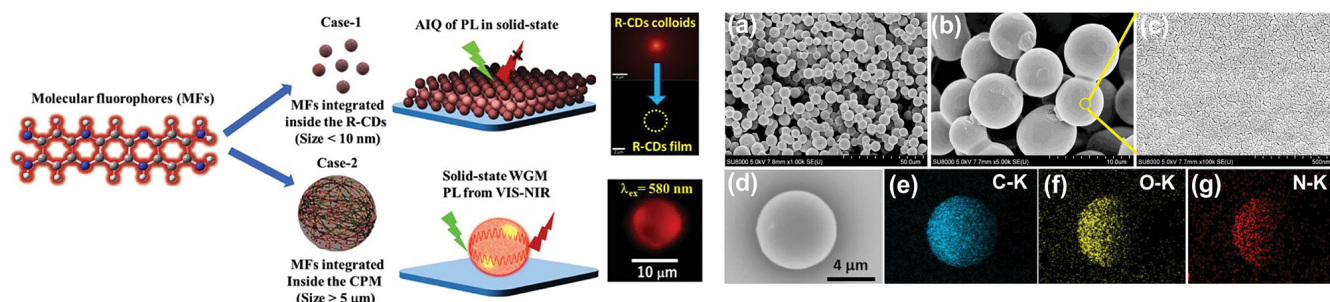 Molecular fluorophores (MFs)
Case-1
MFs integrated
inside the R-CDs
(Size < 10 nm)
Case-2
MFs integrated
Inside the CPM
(Size > 5 μm)
AIQ of PL in solid-state
Solid-state WGM
PL from VIS-NIR
R-CDs colloids
R-CDs film
λex= 580 nm
10 μm
(a)
SU8000 5.0kV 7.8mm x1.00k SE(U)
50.0um
(b)
SU8000 5.0kV 7.7mm x5.00k SE(U)
10.0um
(c)
SU8000 5.0kV 7.7mm x100k SE(U)
500nm
(d)
4 μm
(e)
C-K
(f)
O-K
(g)
N-K